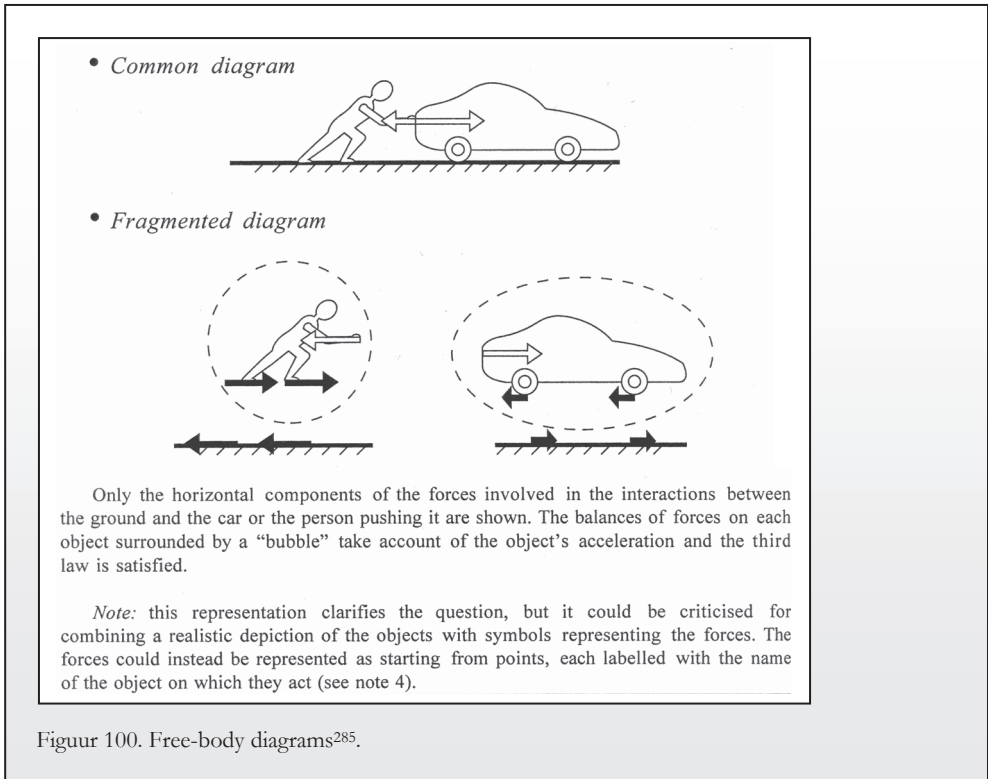 • Common diagram
• Fragmented diagram
Only the horizontal components of the forces involved in the interactions between
the ground and the car or the person pushing it are shown. The balances of forces on each
object surrounded by a “bubble” take account of the object’s acceleration and the third
law is satisfied.
Note: this representation clarifies the question, but it could be criticised for
combining a realistic depiction of the objects with symbols representing the forces. The
forces could instead be represented as starting from points, each labelled with the name
of the object on which they act (see note 4).
Figuur 100. Free-body diagrams285.